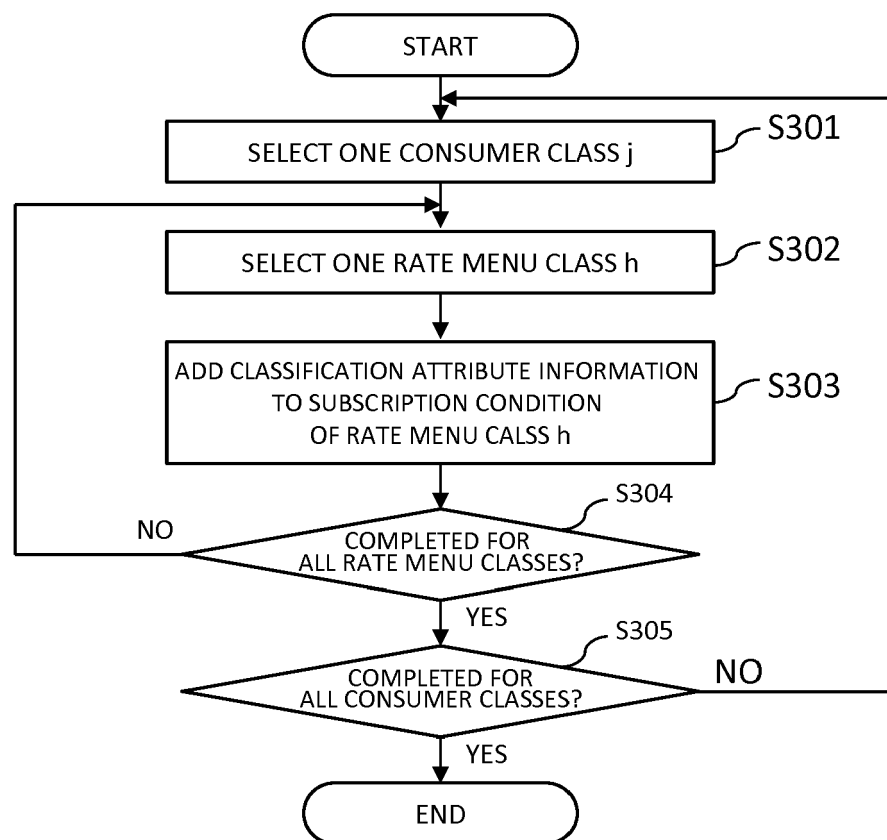 START
SELECT ONE CONSUMER CLASS j
S301
SELECT ONE RATE MENU CLASS h
S302
ADD CLASSIFICATION ATTRIBUTE INFORMATION
TO SUBSCRIPTION CONDITION
OF RATE MENU CALSS h
S303
S304
NO
COMPLETED FOR
ALL RATE MENU CLASSES?
YES
S305
COMPLETED FOR
ALL CONSUMER CLASSES?
NO
YES
END